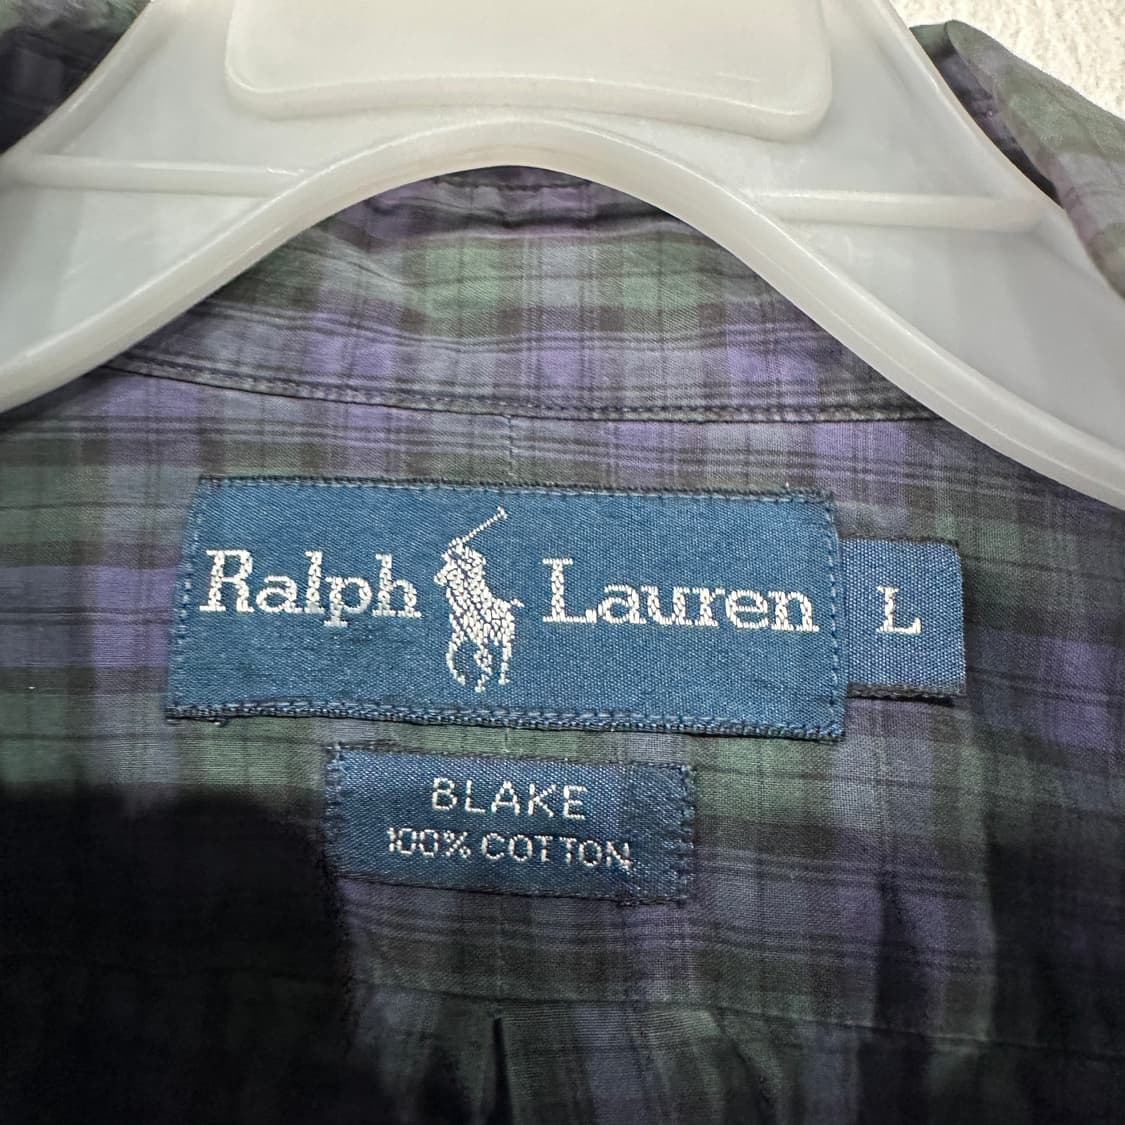 Ralph Lauren
L
BLAKE
100% COTTON